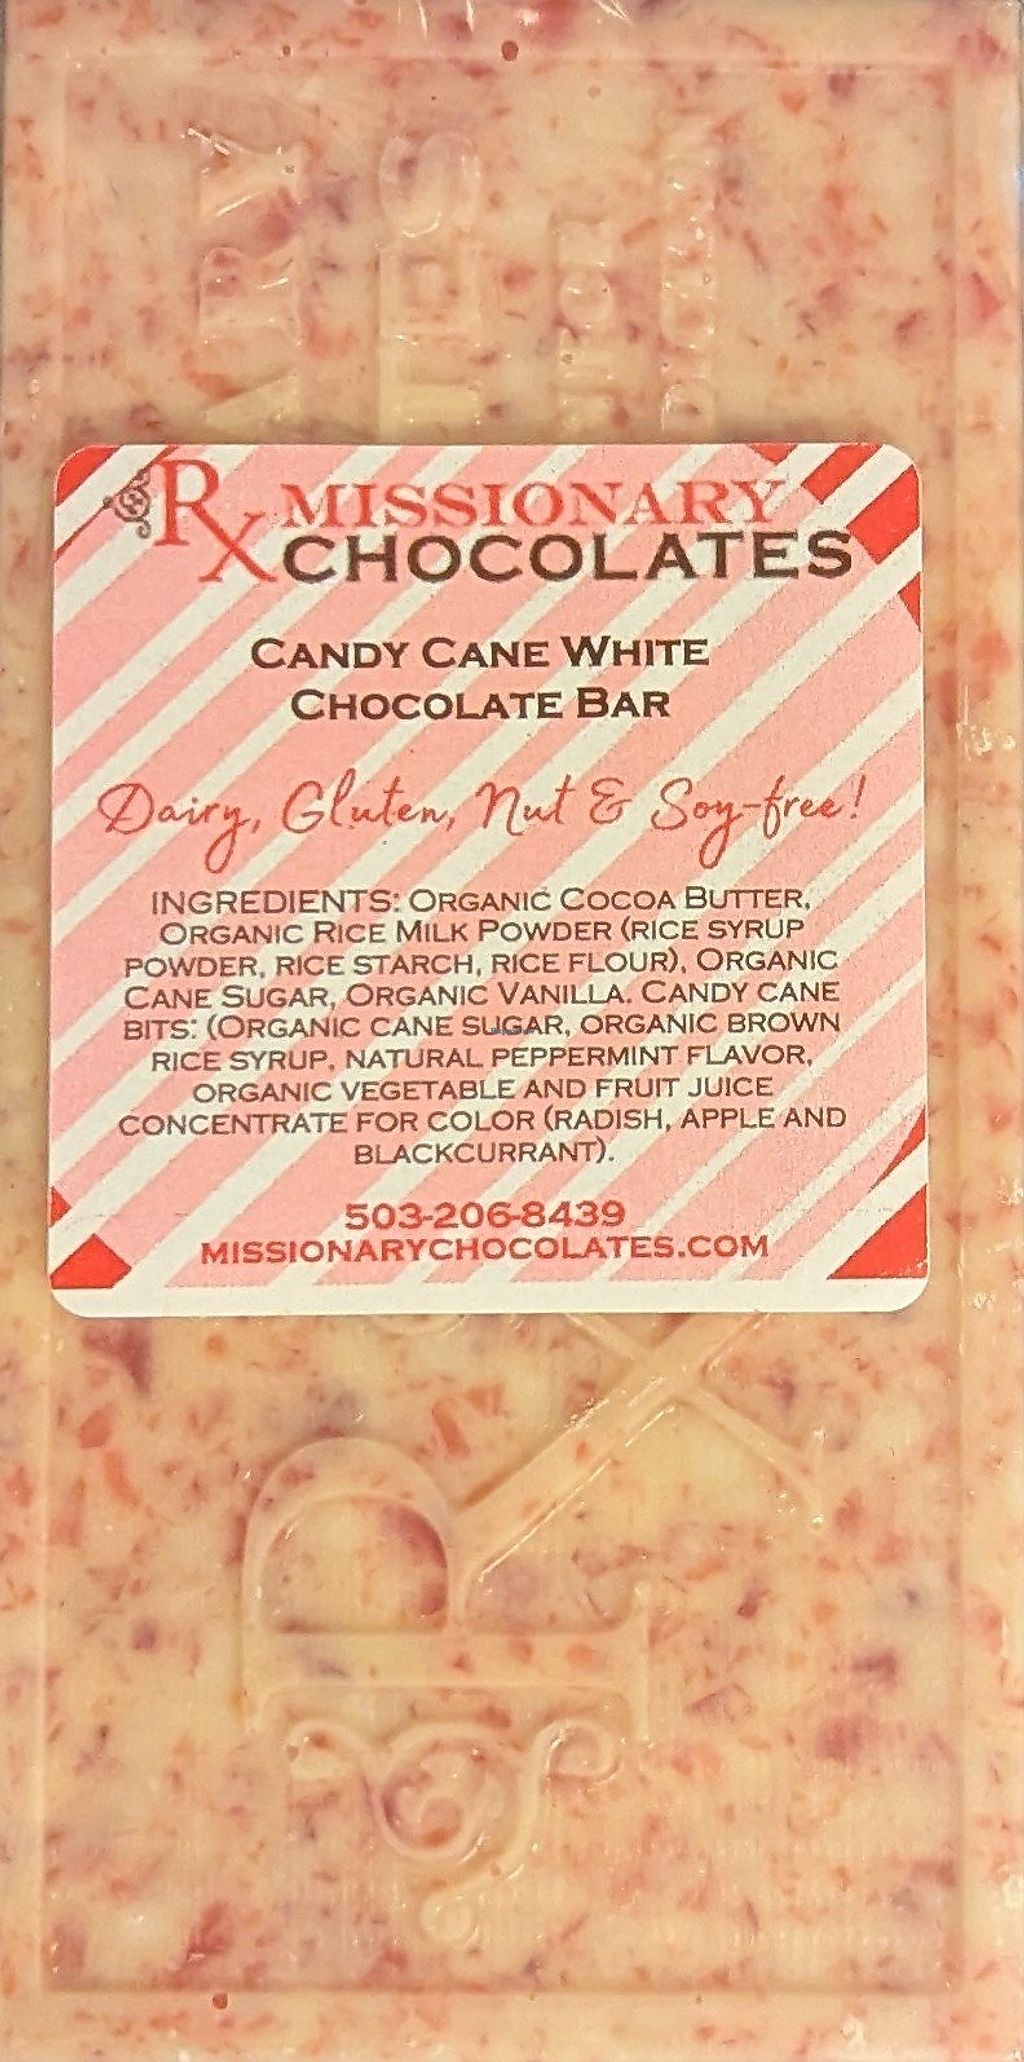 Rx MISSIONARY
CHOCOLATES
CANDY CANE WHITE
CHOCOLATE BAR
Dairy, Gluten, Nut & Soy-free!
INGREDIENTS: ORGANIC COCOA BUTTER,
ORGANIC RICE MILK POWDER (RICE SYRUP
POWDER, RICE STARCH, RICE FLOUR), ORGANIC
CANE SUGAR, ORGANIC VANILLA. CANDY CANE
BITS: (ORGANIC CANE SUGAR, ORGANIC BROWN
RICE SYRUP, NATURAL PEPPERMINT FLAVOR,
ORGANIC VEGETABLE AND FRUIT JUICE
CONCENTRATE FOR COLOR (RADISH, APPLE AND
BLACKCURRANT).
503-206-8439
MISSIONARYCHOCOLATES.COM
Rx